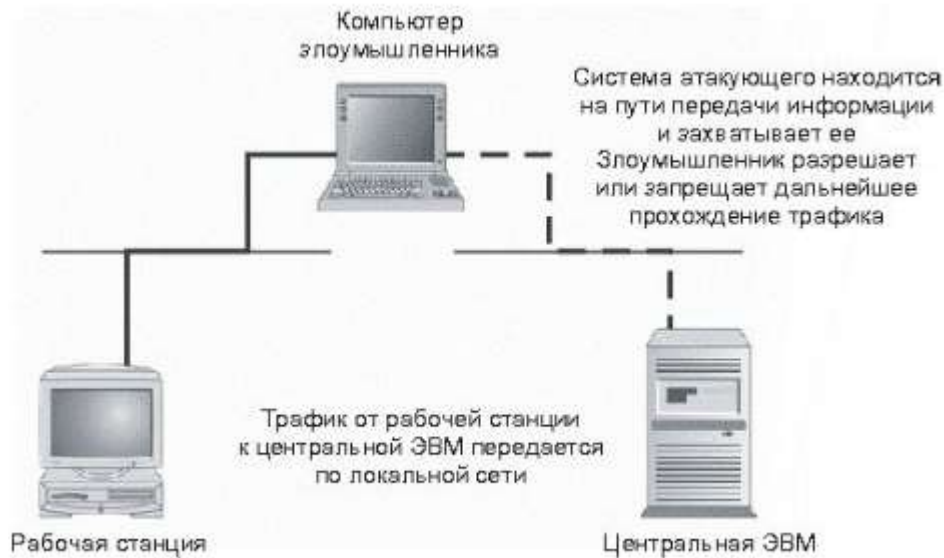 Компьютер
злоумышленника
Система атакующего находится
на пути передачи информации
и захватывает ее
Злоумышленник разрешает
или запрещает дальнейшее
прохождение трафика
Трафик от рабочей станции
к центральной ЭВМ передается
по локальной сети
Рабочая станция
Центральная ЭВМ